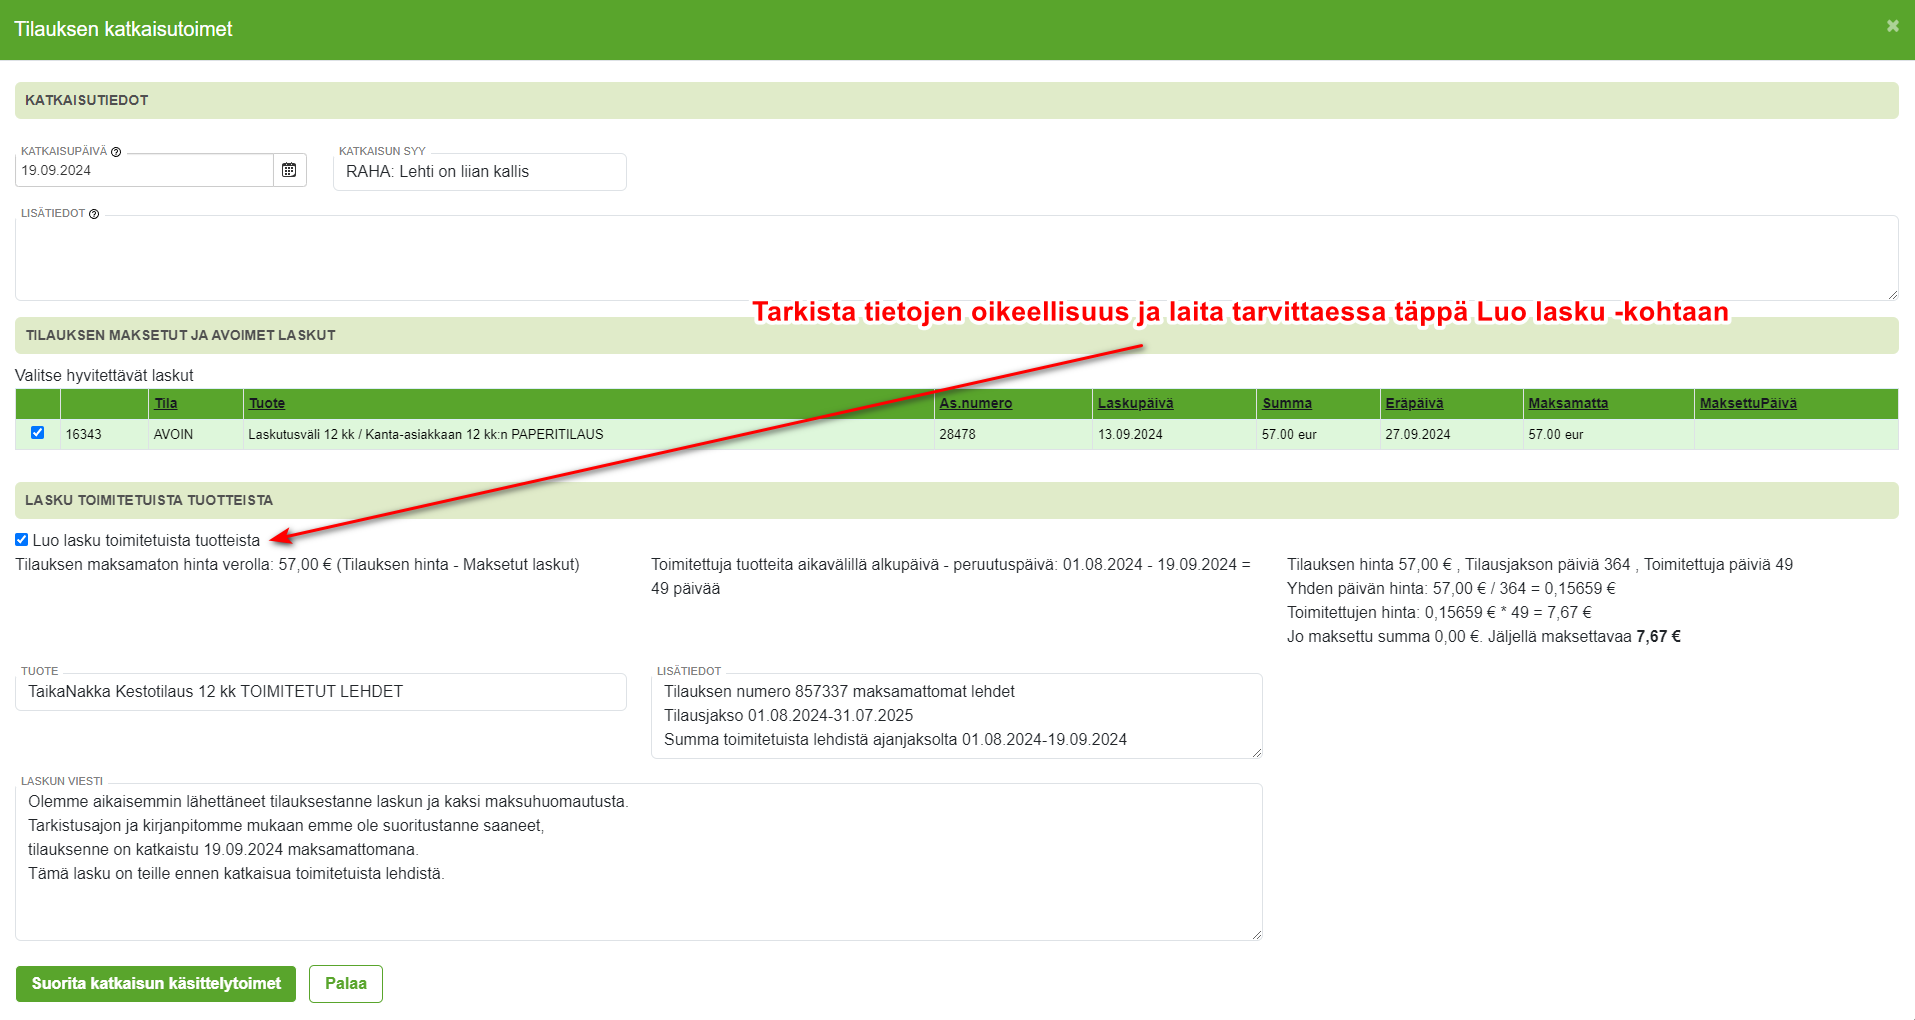 Tilauksen katkaisutoimet
KATKAISUTIEDOT
KATKAISUPÄIVÄ
19.09.2024
KATKAISUN SYY
RAHA: Lehti on liian kallis
LISÄTIEDOT
Tarkista tietojen oikeellisuus ja laita tarvittaessa täppä Luo lasku -kohtaan
TILAUKSEN MAKSETUT JA AVOIMET LASKUT
Valitse hyvitettävät laskut
Tila Tuote As.numero Laskupäivä Summa Eräpäivä Maksamatta MaksettuPäivä
16343 AVOIN Laskutusväli 12 kk / Kanta-asiakkaan 12 kk:n PAPERITILAUS 28478 13.09.2024 57.00 eur 27.09.2024 57.00 eur
LASKU TOIMITETUISTA TUOTTEISTA
Luo lasku toimitetuista tuotteista
Tilauksen maksamaton hinta verolla: 57,00 € (Tilauksen hinta - Maksetut laskut)
Toimitettuja tuotteita aikavälillä alkupäivä - peruutuspäivä: 01.08.2024 - 19.09.2024 =
49 päivää
Tilauksen hinta 57,00 € , Tilausjakson päiviä 364 , Toimitettuja päiviä 49
Yhden päivän hinta: 57,00 € / 364 = 0,15659 €
Toimitettujen hinta: 0,15659 € * 49 = 7,67 €
Jo maksettu summa 0,00 €. Jäljellä maksettavaa 7,67 €
TUOTE
TaikaNakka Kestotilaus 12 kk TOIMITETUT LEHDET
LISÄTIEDOT
Tilauksen numero 857337 maksamattomat lehdet
Tilausjakso 01.08.2024-31.07.2025
Summa toimitetuista lehdistä ajanjaksolta 01.08.2024-19.09.2024
LASKUN VIESTI
Olemme aikaisemmin lähettäneet tilauksestanne laskun ja kaksi maksuhuomautusta.
Tarkistusajon ja kirjanpitomme mukaan emme ole suoritustanne saaneet,
tilauksenne on katkaistu 19.09.2024 maksamattomana.
Tämä lasku on teille ennen katkaisua toimitetuista lehdistä.
Suorita katkaisun käsittelytoimet
Palaa